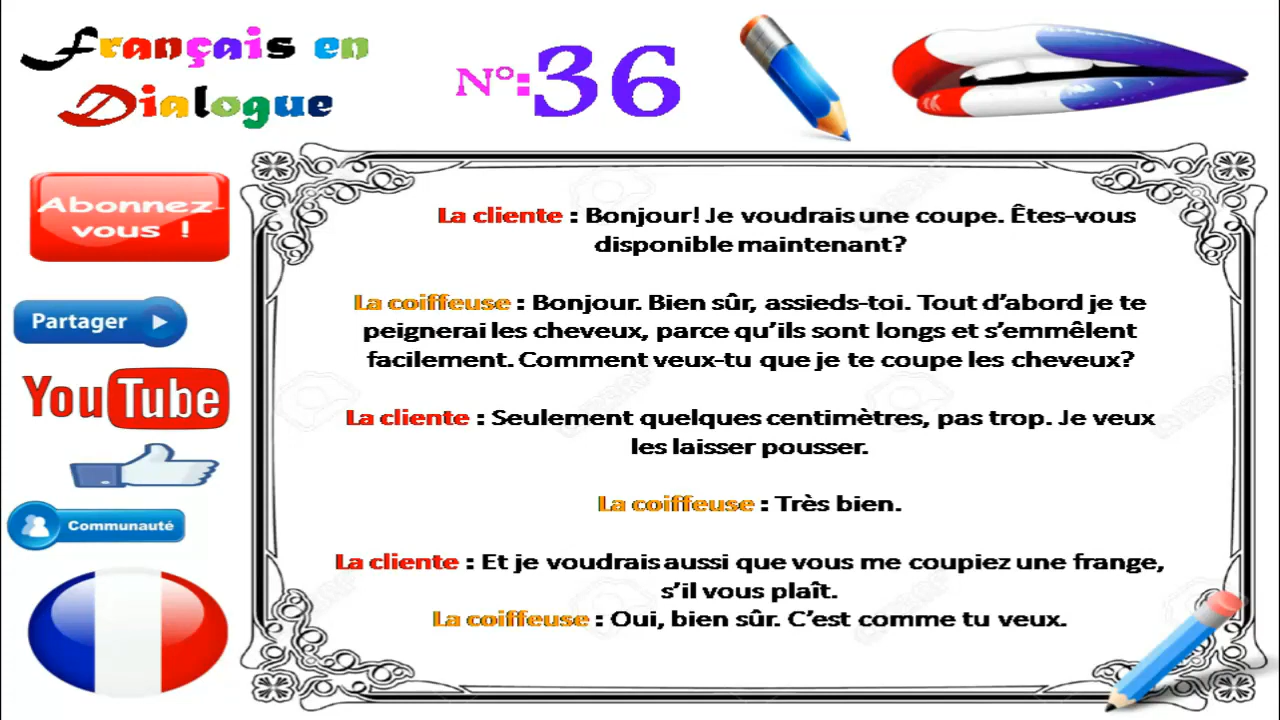 Français en
Dialogue
N°:36
Abonnez-
vous !
Partager
YouTube
Communauté
La cliente : Bonjour! Je voudrais une coupe. Êtes-vous
disponible maintenant?
La coiffeuse : Bonjour. Bien sûr, assieds-toi. Tout d’abord je te
peignerai les cheveux, parce qu’ils sont longs et s’emmêlent
facilement. Comment veux-tu que je te coupe les cheveux?
La cliente : Seulement quelques centimètres, pas trop. Je veux
les laisser pousser.
La coiffeuse : Très bien.
La cliente : Et je voudrais aussi que vous me coupiez une frange,
s’il vous plaît.
La coiffeuse : Oui, bien sûr. C’est comme tu veux.